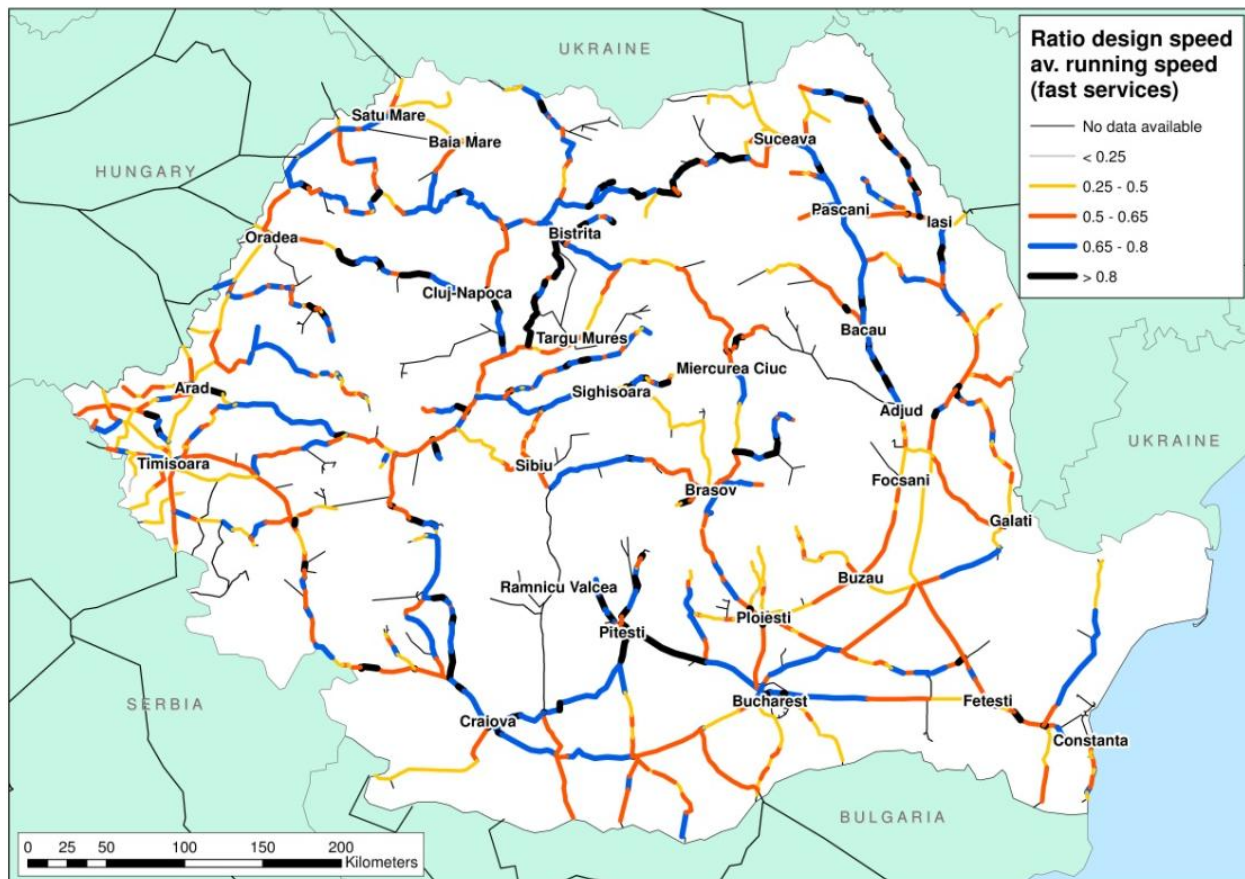 UKRAINE
Ratio design speed
av. running speed
(fast services)
No data available
< 0.25
0.25 - 0.5
0.5 - 0.65
0.65 - 0.8
> 0.8
Satu Mare
Baia Mare
Suceava
HUNGARY
Pascani
Iasi
Oradea
Bistrita
Cluj-Napoca
Bacau
Targu Mures
Miercurea Ciuc
Arad
Sighisoara
Adjud
UKRAINE
Timisoara
Sibiu
Brasov
Focsani
Galati
Buzau
Ramnicu Valcea
Ploiesti
Pitesti
SERBIA
Bucharest
Fetesti
Craiova
Constanta
BULGARIA
0 25 50 100 150 200
Kilometers